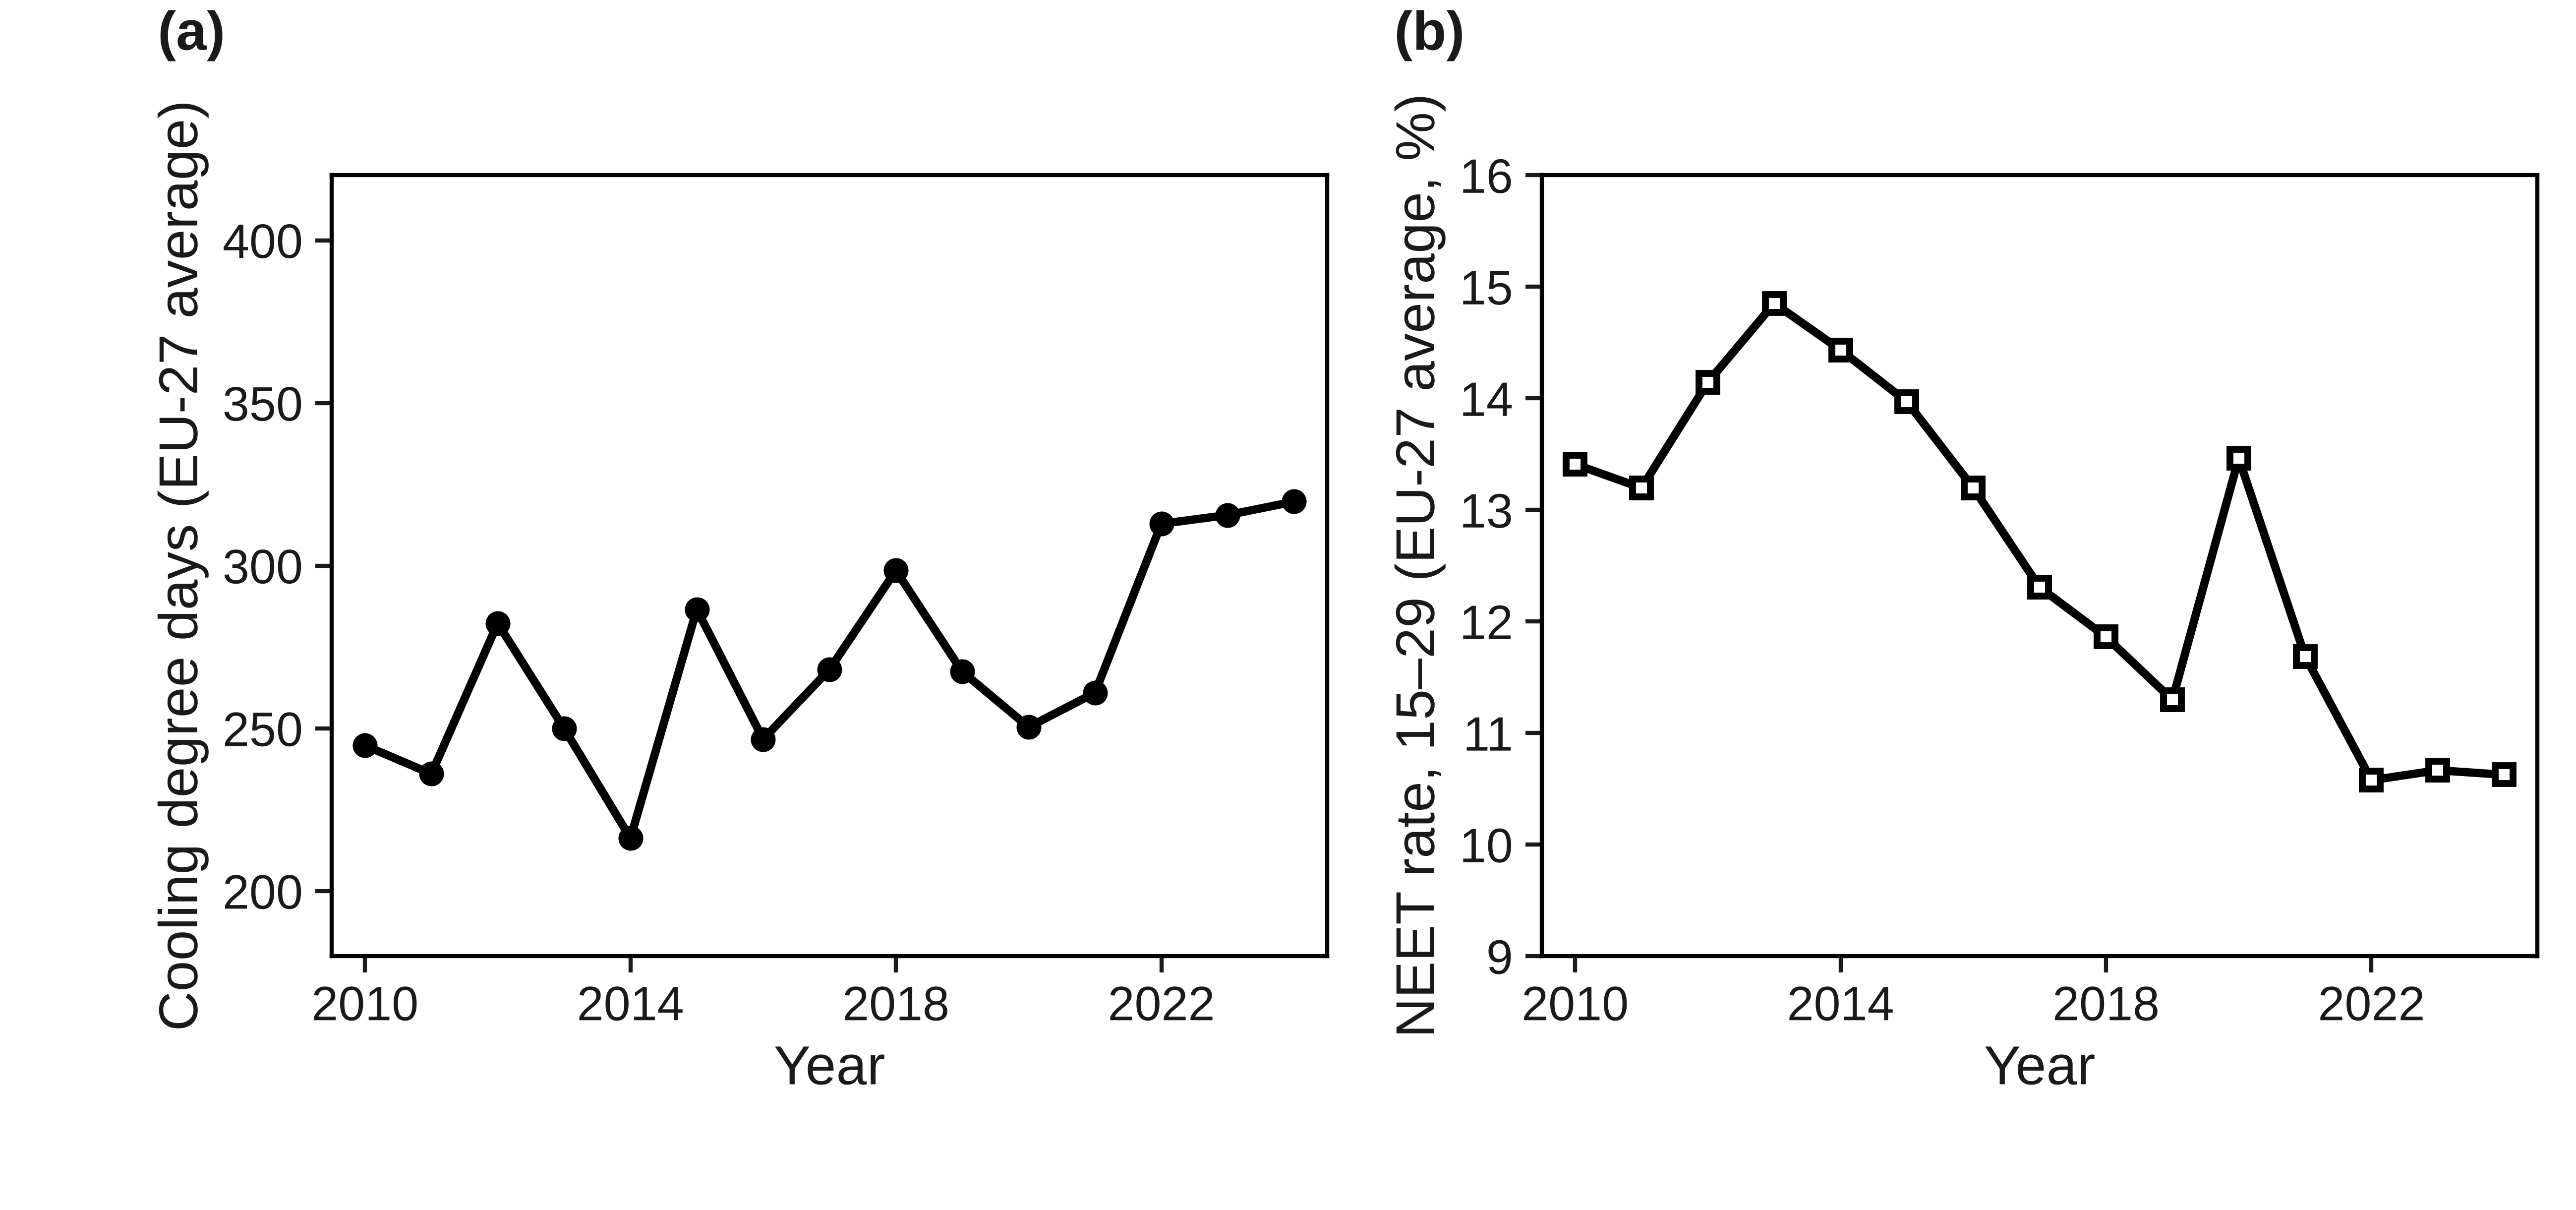 (a)
Cooling degree days (EU-27 average)
400
350
300
250
200
2010 2014 2018 2022
Year
(b)
NEET rate, 15–29 (EU-27 average, %)
16
15
14
13
12
11
10
9
2010 2014 2018 2022
Year